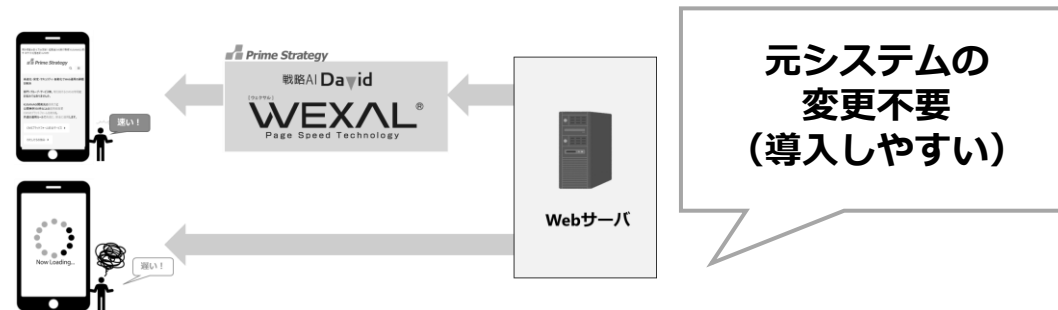 Prime Strategy
戦略AI David
[ウェクサル]
WEXAL®
Page Speed Technology
Prime Strategy
速い！
Webサーバ
Now Loading...
遅い！
元システムの
変更不要
（導入しやすい）